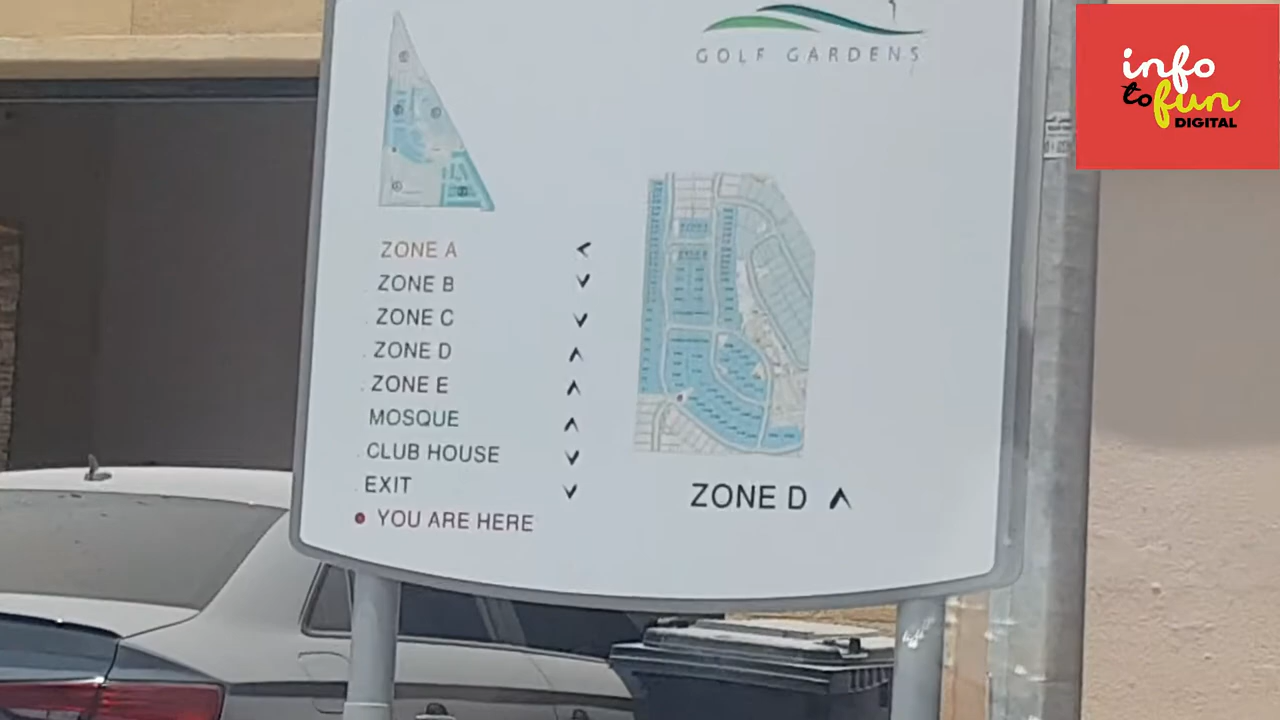 GOLF GARDENS
info
to fun
DIGITAL
ZONE A <
ZONE B
ZONE C
ZONE D
ZONE E
MOSQUE
CLUB HOUSE
EXIT
YOU ARE HERE
ZONE D